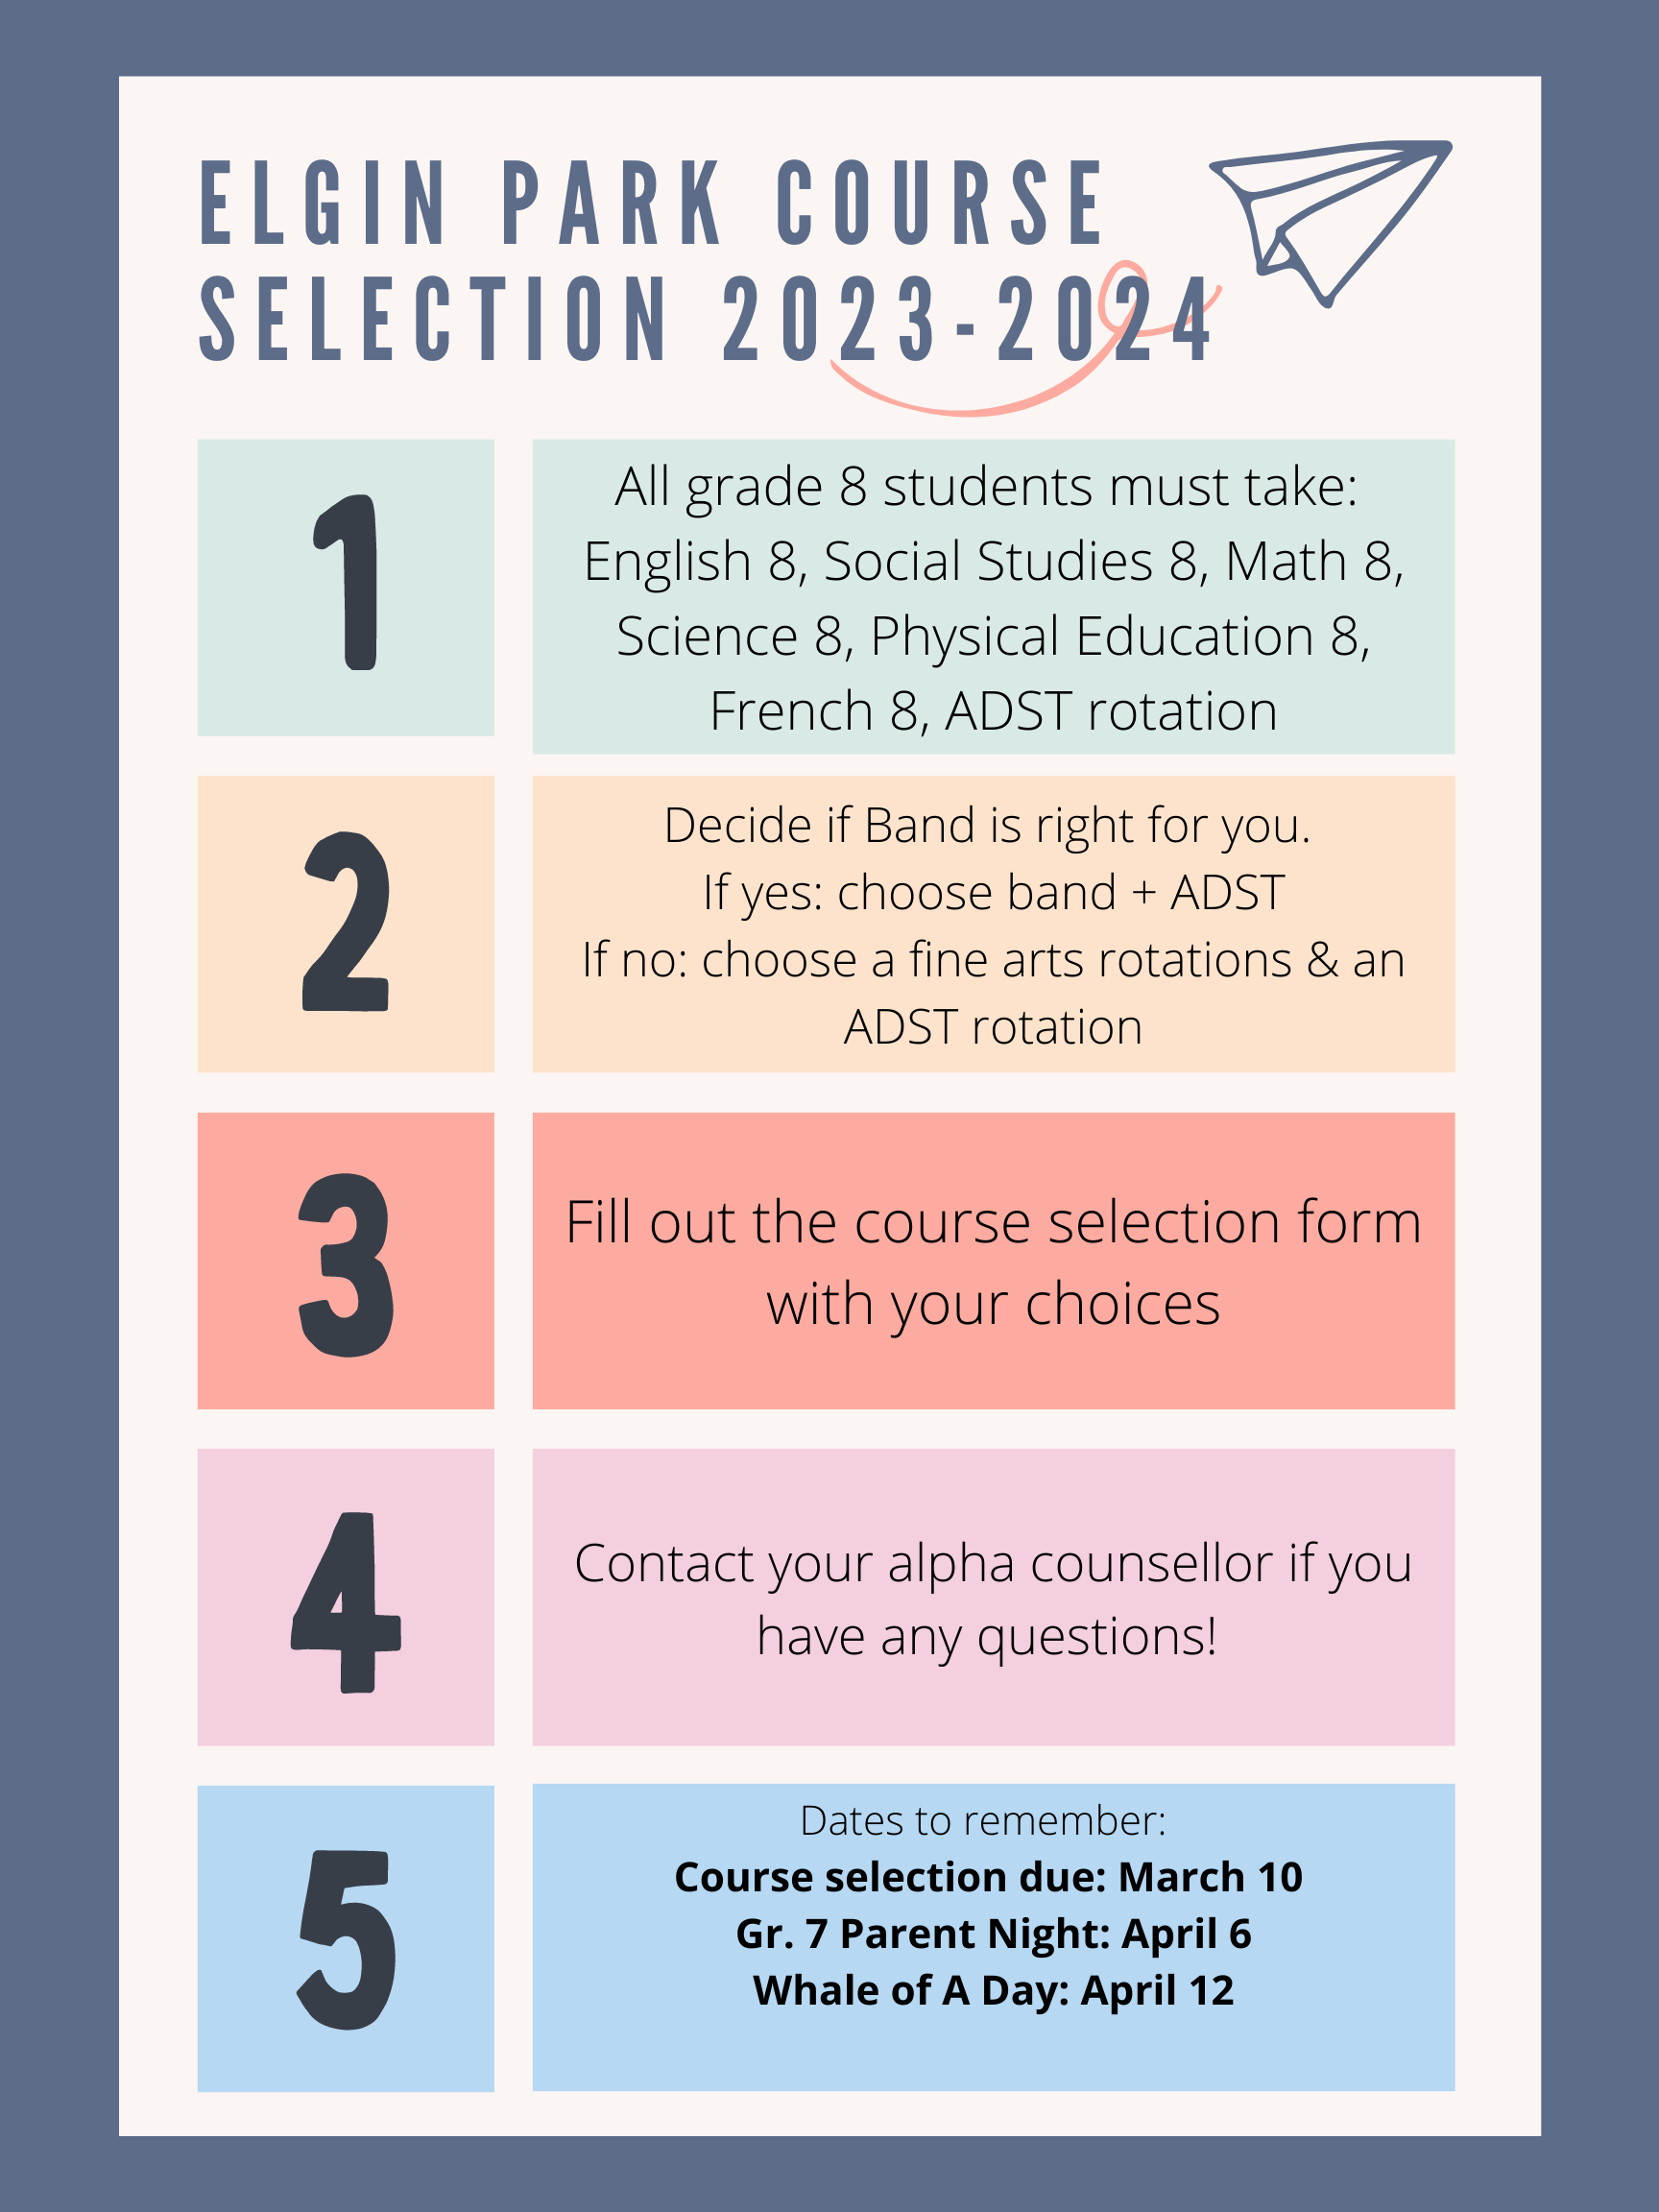 ELGIN PARK COURSE
SELECTION 2023-2024
1
All grade 8 students must take:
English 8, Social Studies 8, Math 8,
Science 8, Physical Education 8,
French 8, ADST rotation
2
Decide if Band is right for you.
If yes: choose band + ADST
If no: choose a fine arts rotations & an
ADST rotation
3
Fill out the course selection form
with your choices
4
Contact your alpha counsellor if you
have any questions!
5
Dates to remember:
Course selection due: March 10
Gr. 7 Parent Night: April 6
Whale of A Day: April 12